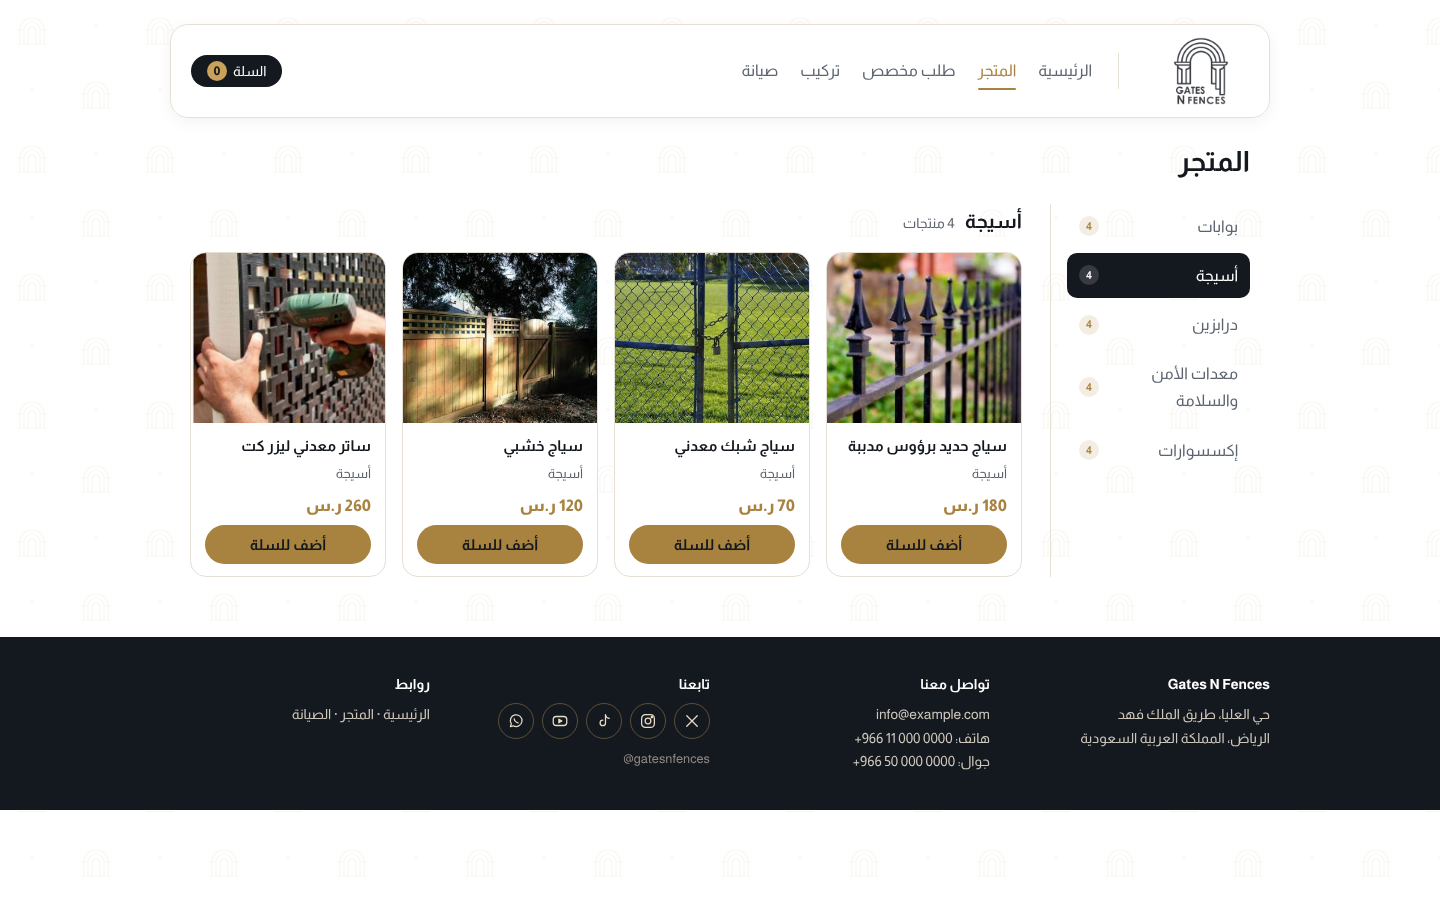 GATES
N FENCES
الرئيسية
المتجر
طلب مخصص
تركيب
صيانة
السلة 0
المتجر
بوابات 4
أسيجة 4
درابزين 4
معدات الأمن
والسلامة 4
إكسسوارات 4
أسيجة 4 منتجات
سياج حديد برؤوس مدببة
أسيجة
180 ر.س
أضف للسلة
سياج شبك معدني
أسيجة
70 ر.س
أضف للسلة
سياج خشبي
أسيجة
120 ر.س
أضف للسلة
ساتر معدني ليزر كت
أسيجة
260 ر.س
أضف للسلة
Gates N Fences
حي العليا، طريق الملك فهد
الرياض، المملكة العربية السعودية
تواصل معنا
info@example.com
هاتف: 0000 000 11 966+
جوال: 0000 000 50 966+
تابعنا
@gatesnfences
روابط
الرئيسية · المتجر · الصيانة